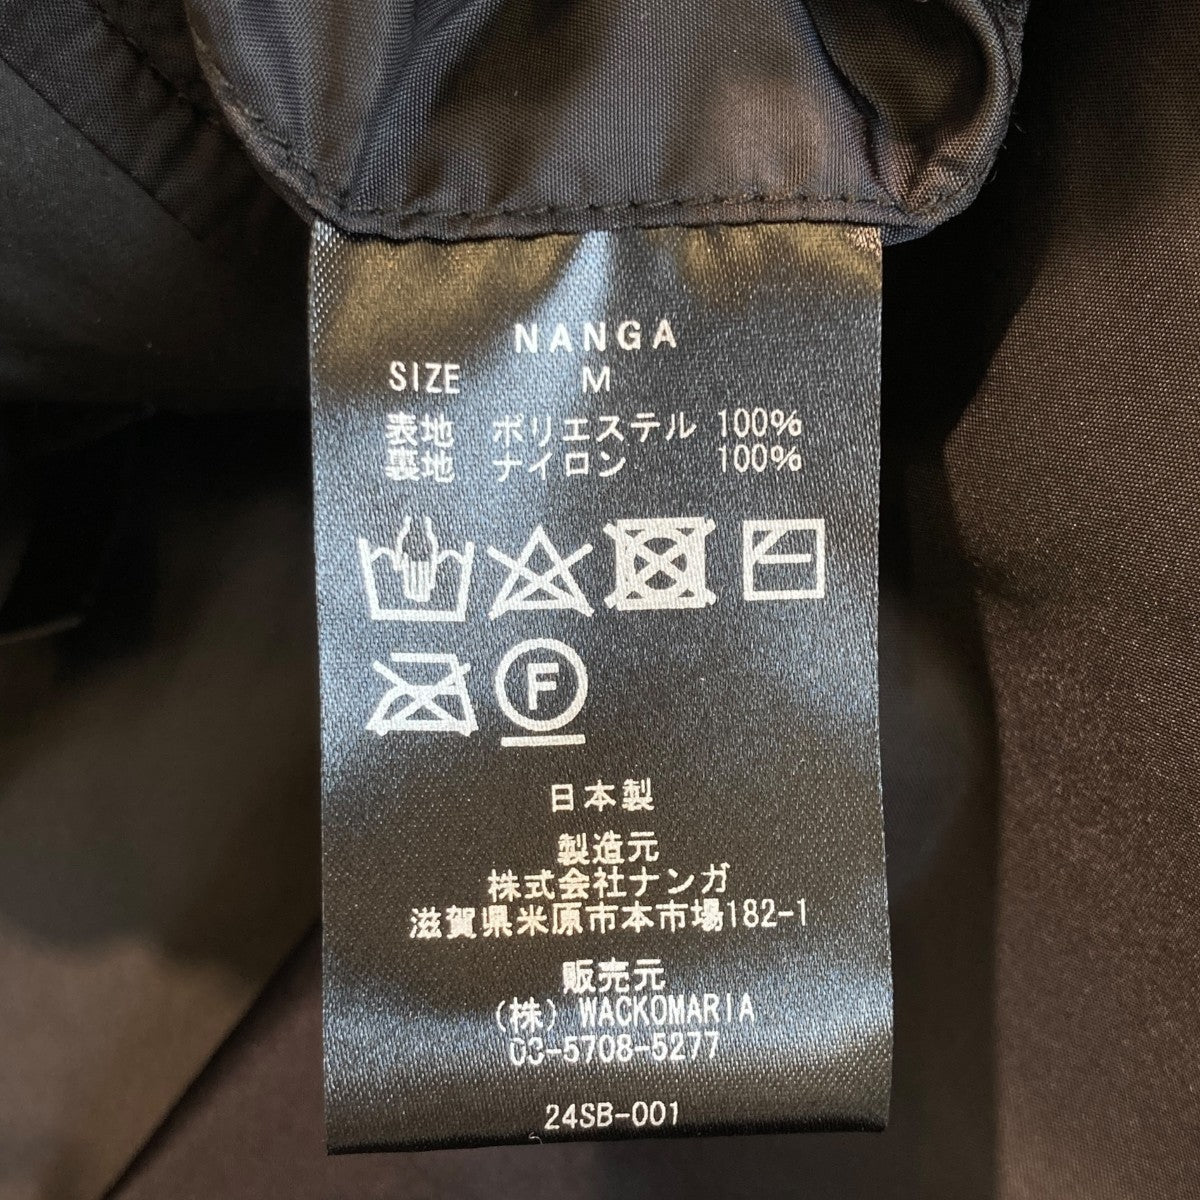 NANGA
SIZE M
表地 ポリエステル 100%
裏地 ナイロン 100%
F
日本製
製造元
株式会社ナンガ
滋賀県米原市本市場182-1
販売元
(株) WACKOMARIA
03-5708-5277
24SB-001